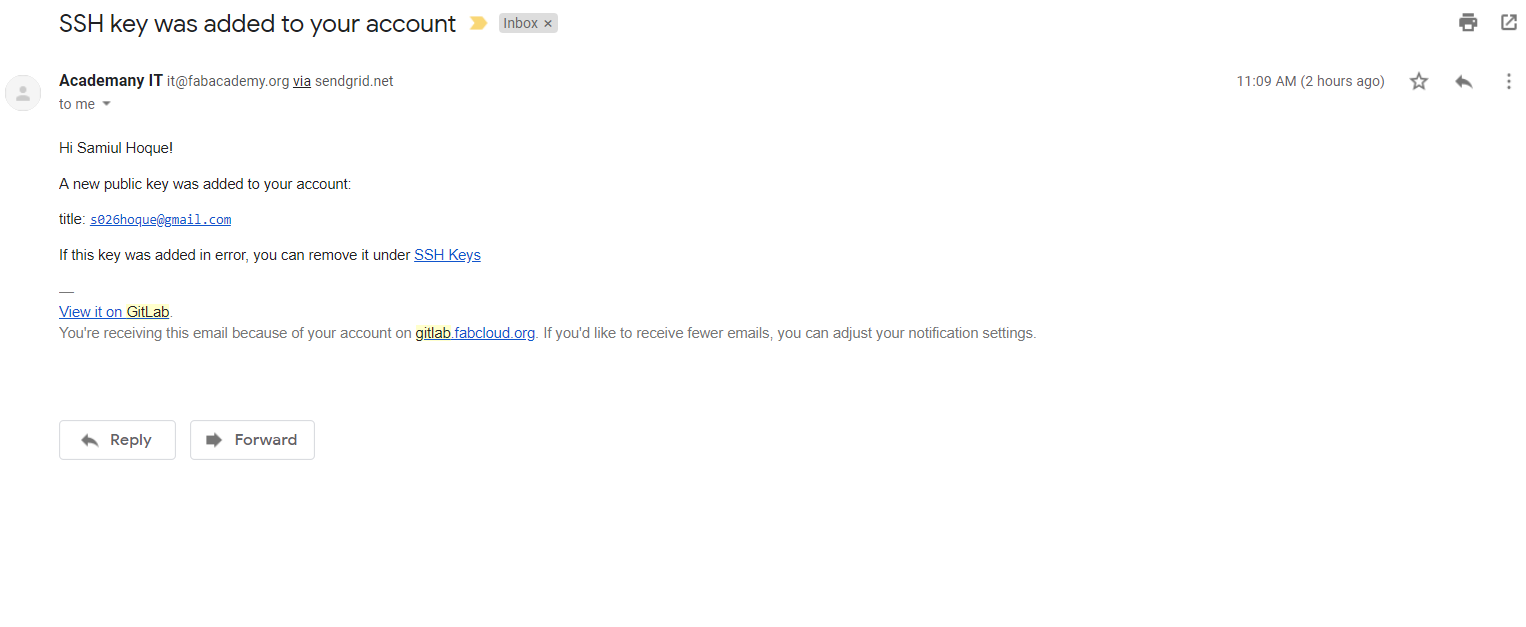 SSH key was added to your account Inbox ×
Academany IT it@fabacademy.org via sendgrid.net 11:09 AM (2 hours ago)
to me
Hi Samiul Hoque!
A new public key was added to your account:
title: s026hoque@gmail.com
If this key was added in error, you can remove it under SSH Keys
—
View it on GitLab.
You're receiving this email because of your account on gitlab.fabcloud.org. If you'd like to receive fewer emails, you can adjust your notification settings.
Reply Forward